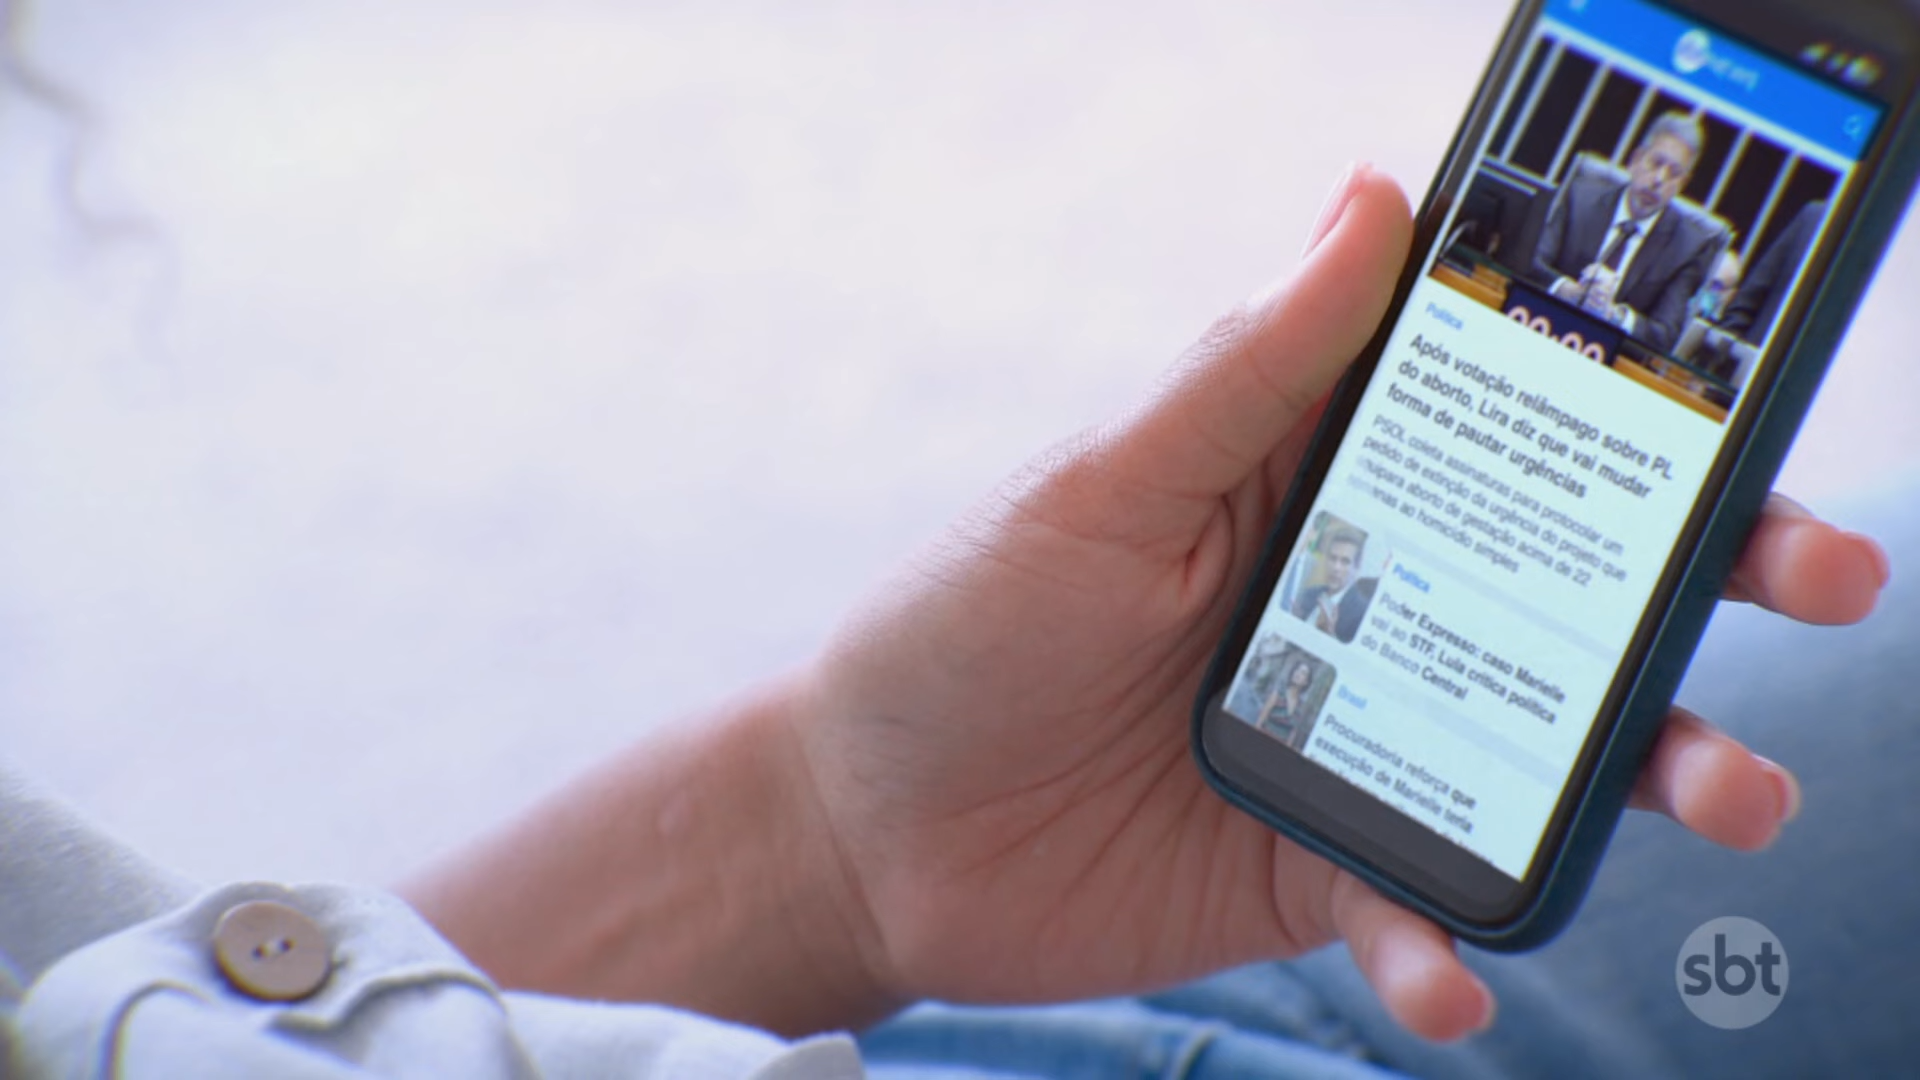 NEWS
00:00
Política
Após votação relâmpago sobre PL
do aborto, Lira diz que vai mudar
forma de pautar urgências
PSOL coleta assinaturas para protocolar um
pedido de extinção da urgência do projeto que
equipara aborto de gestação acima de 22
semanas ao homicídio simples
Política
Poder Expresso: caso Marielle
vai ao STF, Lula critica política
do Banco Central
Brasil
Procuradoria reforça que
execução de Marielle teria
sbt